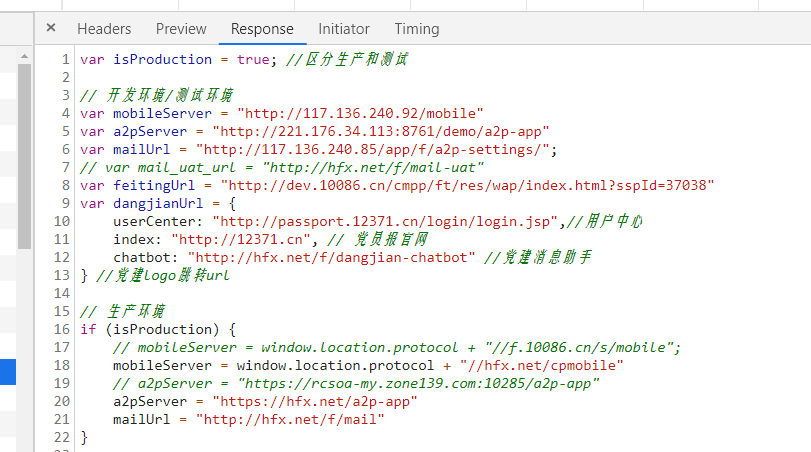 × Headers Preview Response Initiator Timing
1 var isProduction = true; //区分生产和测试
2
3 // 开发环境/测试环境
4 var mobileServer = "http://117.136.240.92/mobile"
5 var a2pServer = "http://221.176.34.113:8761/demo/a2p-app"
6 var mailUrl = "http://117.136.240.85/app/f/a2p-settings/";
7 // var mail_uat_url = "http://hfx.net/f/mail-uat"
8 var feitingUrl = "http://dev.10086.cn/cmpp/ft/res/wap/index.html?sspId=37038"
9 var dangjianUrl = {
10 userCenter: "http://passport.12371.cn/login/login.jsp",//用户中心
11 index: "http://12371.cn", // 党员报官网
12 chatbot: "http://hfx.net/f/dangjian-chatbot" //党建消息助手
13 } //党建logo跳转url
14
15 // 生产环境
16 if (isProduction) {
17 // mobileServer = window.location.protocol + "//f.10086.cn/s/mobile";
18 mobileServer = window.location.protocol + "//hfx.net/cpmobile"
19 // a2pServer = "https://rcsoa-my.zone139.com:10285/a2p-app"
20 a2pServer = "https://hfx.net/a2p-app"
21 mailUrl = "http://hfx.net/f/mail"
22 }